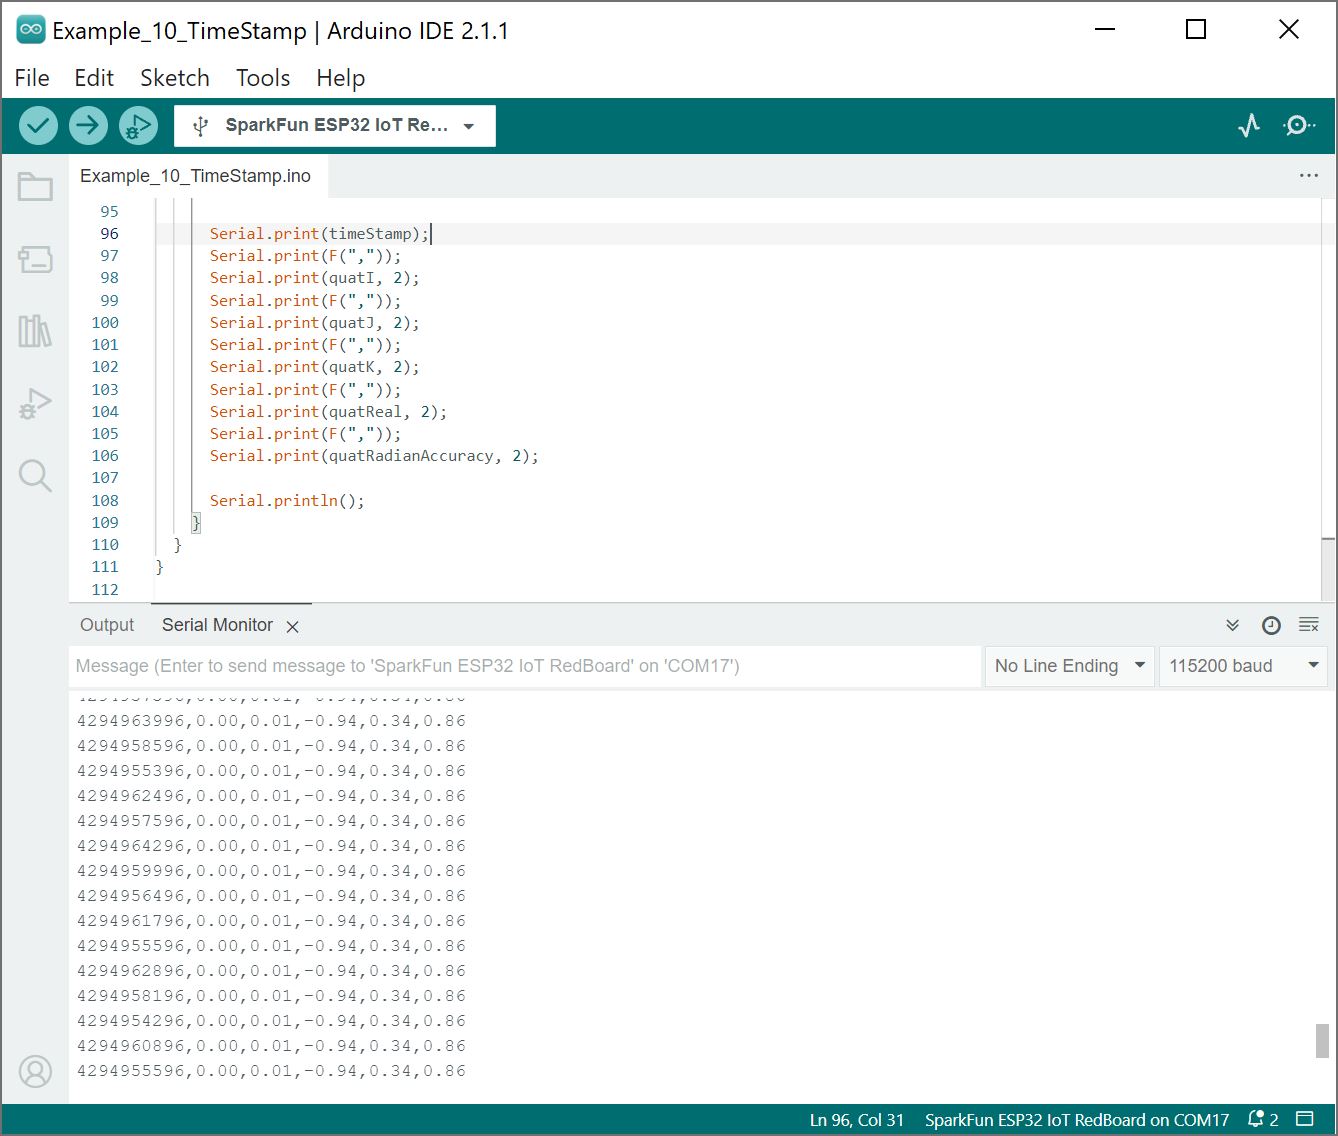 Example_10_TimeStamp | Arduino IDE 2.1.1
File Edit Sketch Tools Help
SparkFun ESP32 IoT Re...
Example_10_TimeStamp.ino
95
96 Serial.print(timeStamp);
97 Serial.print(F(","));
98 Serial.print(quatI, 2);
99 Serial.print(F(","));
100 Serial.print(quatJ, 2);
101 Serial.print(F(","));
102 Serial.print(quatK, 2);
103 Serial.print(F(","));
104 Serial.print(quatReal, 2);
105 Serial.print(F(","));
106 Serial.print(quatRadianAccuracy, 2);
107
108 Serial.println();
109 }
110 }
111 }
112
Output Serial Monitor
Message (Enter to send message to 'SparkFun ESP32 IoT RedBoard' on 'COM17') No Line Ending 115200 baud
4294963996,0.00,0.01,-0.94,0.34,0.86
4294958596,0.00,0.01,-0.94,0.34,0.86
4294955396,0.00,0.01,-0.94,0.34,0.86
4294962496,0.00,0.01,-0.94,0.34,0.86
4294957596,0.00,0.01,-0.94,0.34,0.86
4294964296,0.00,0.01,-0.94,0.34,0.86
4294959996,0.00,0.01,-0.94,0.34,0.86
4294956496,0.00,0.01,-0.94,0.34,0.86
4294961796,0.00,0.01,-0.94,0.34,0.86
4294955596,0.00,0.01,-0.94,0.34,0.86
4294962896,0.00,0.01,-0.94,0.34,0.86
4294958196,0.00,0.01,-0.94,0.34,0.86
4294954296,0.00,0.01,-0.94,0.34,0.86
4294960896,0.00,0.01,-0.94,0.34,0.86
4294955596,0.00,0.01,-0.94,0.34,0.86
Ln 96, Col 31 SparkFun ESP32 IoT RedBoard on COM17 2